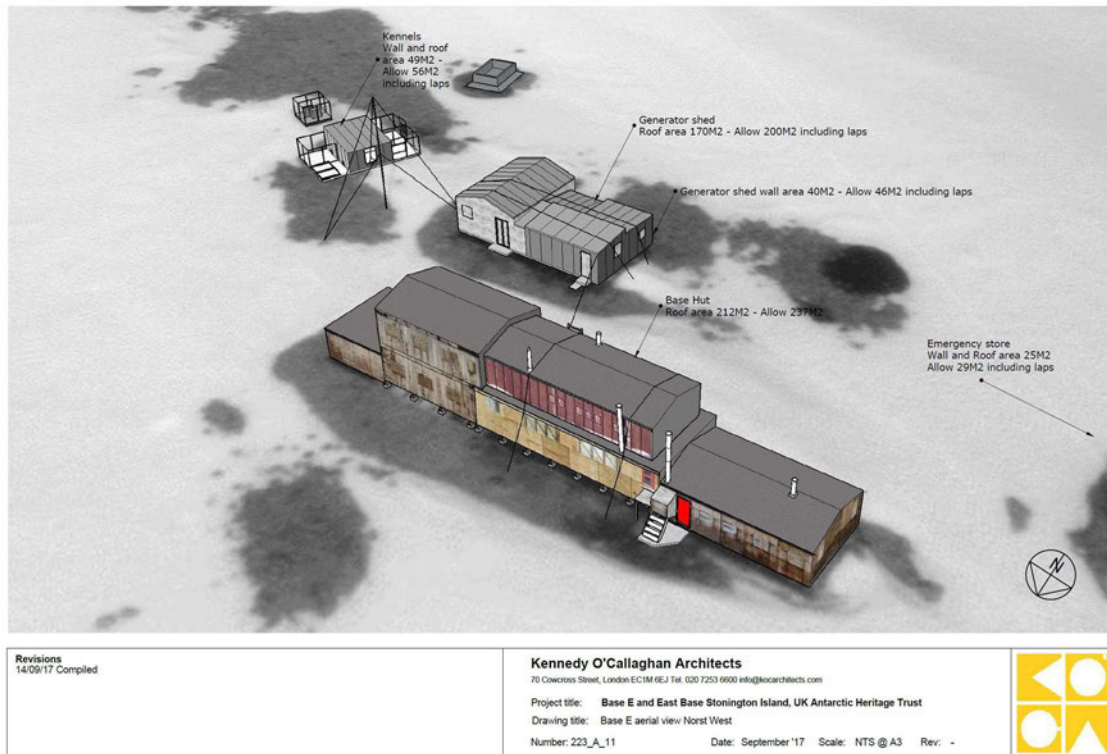 Kennels
Wall and roof
area 49M2 -
Allow 56M2
including laps
Generator shed
Roof area 170M2 - Allow 200M2 including laps
Generator shed wall area 40M2 - Allow 46M2 including laps
Base Hut
Roof area 212M2 - Allow 237M2
Emergency store
Wall and Roof area 25M2
Allow 29M2 including laps
N
Revisions
14/09/17 Compiled
Kennedy O'Callaghan Architects
70 Cowcross Street, London EC1M 6EJ Tel. 020 7253 6600 info@kocarchitects.com
Project title: Base E and East Base Stonington Island, UK Antarctic Heritage Trust
Drawing title: Base E aerial view Norst West
Number: 223_A_11 Date: September '17 Scale: NTS @ A3 Rev: -
KOCA